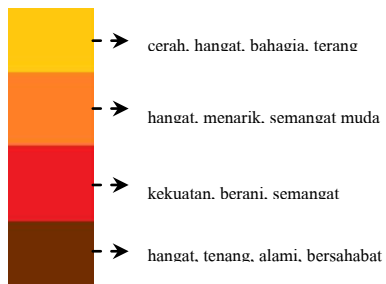 cerah, hangat, bahagia, terang
hangat, menarik, semangat muda
kekuatan, berani, semangat
hangat, tenang, alami, bersahabat